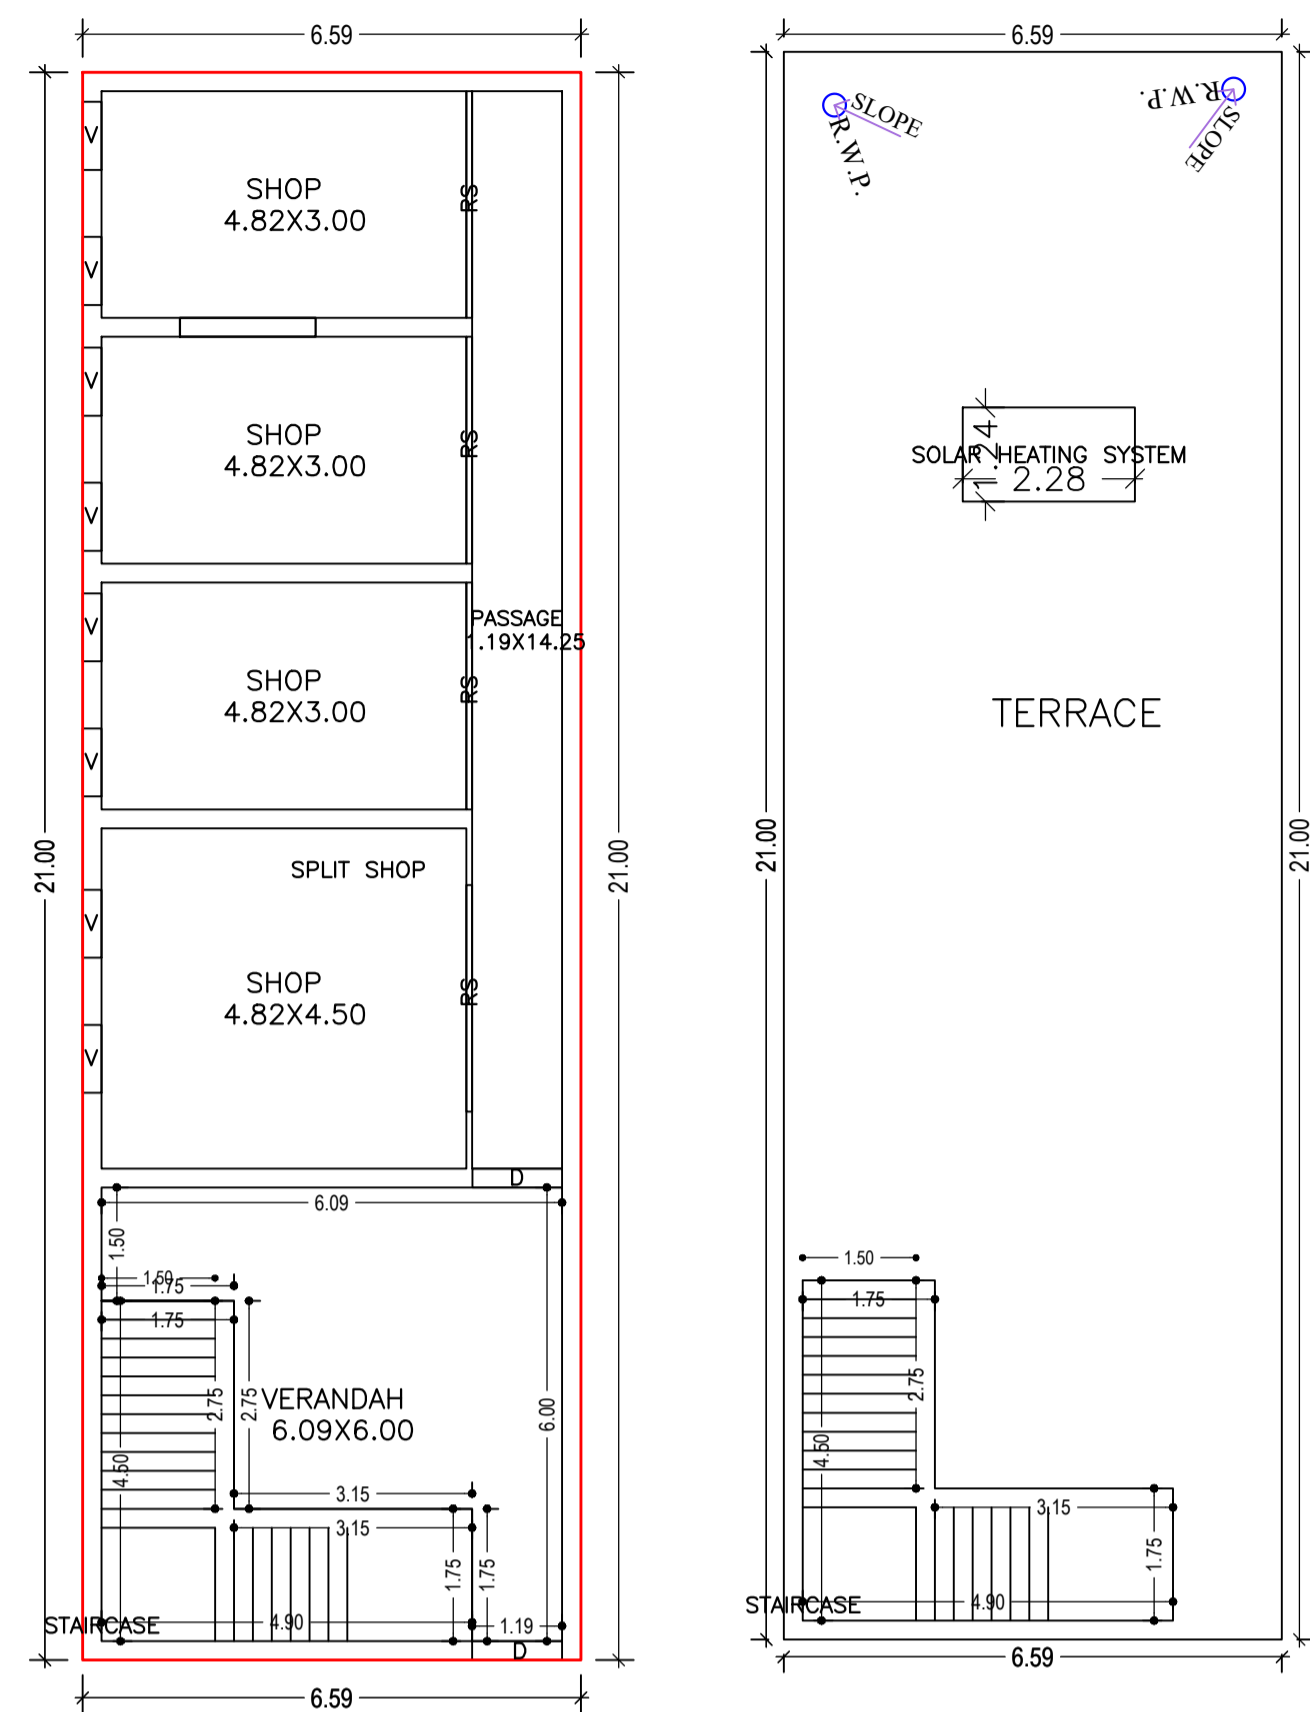 6.59
V
V
SHOP
4.82X3.00
RS
V
V
SHOP
4.82X3.00
RS
V
V
SHOP
4.82X3.00
RS
PASSAGE
1.19X14.25
21.00
21.00
SPLIT SHOP
V
V
SHOP
4.82X4.50
RS
D
6.09
1.50
1.50
1.75
1.75
2.75
2.75
VERANDAH
6.09X6.00
6.00
4.50
3.15
3.15
1.75
1.75
STAIRCASE
4.90
1.19
D
6.59
6.59
SLOPE
R.W.P.
R.W.P.
SLOPE
SOLAR HEATING SYSTEM
1.24
2.28
TERRACE
21.00
21.00
1.50
1.75
2.75
4.50
3.15
1.75
STAIRCASE
4.90
6.59